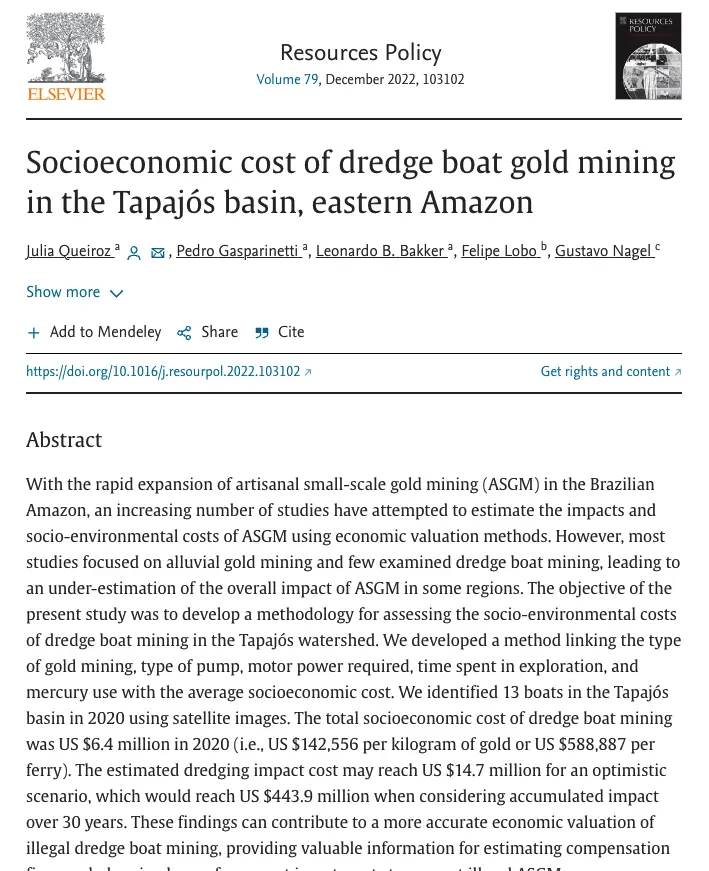 ELSEVIER
Resources Policy
Volume 79, December 2022, 103102
RESOURCES
POLICY
Socioeconomic cost of dredge boat gold mining
in the Tapajós basin, eastern Amazon
Julia Queiroz a , Pedro Gasparinetti a, Leonardo B. Bakker a, Felipe Lobo b, Gustavo Nagel c
Show more
+ Add to Mendeley Share Cite
https://doi.org/10.1016/j.resourpol.2022.103102 ↗ Get rights and content ↗
Abstract
With the rapid expansion of artisanal small-scale gold mining (ASGM) in the Brazilian
Amazon, an increasing number of studies have attempted to estimate the impacts and
socio-environmental costs of ASGM using economic valuation methods. However, most
studies focused on alluvial gold mining and few examined dredge boat mining, leading to
an under-estimation of the overall impact of ASGM in some regions. The objective of the
present study was to develop a methodology for assessing the socio-environmental costs
of dredge boat mining in the Tapajós watershed. We developed a method linking the type
of gold mining, type of pump, motor power required, time spent in exploration, and
mercury use with the average socioeconomic cost. We identified 13 boats in the Tapajós
basin in 2020 using satellite images. The total socioeconomic cost of dredge boat mining
was US $6.4 million in 2020 (i.e., US $142,556 per kilogram of gold or US $588,887 per
ferry). The estimated dredging impact cost may reach US $14.7 million for an optimistic
scenario, which would reach US $443.9 million when considering accumulated impact
over 30 years. These findings can contribute to a more accurate economic valuation of
illegal dredge boat mining, providing valuable information for estimating compensation